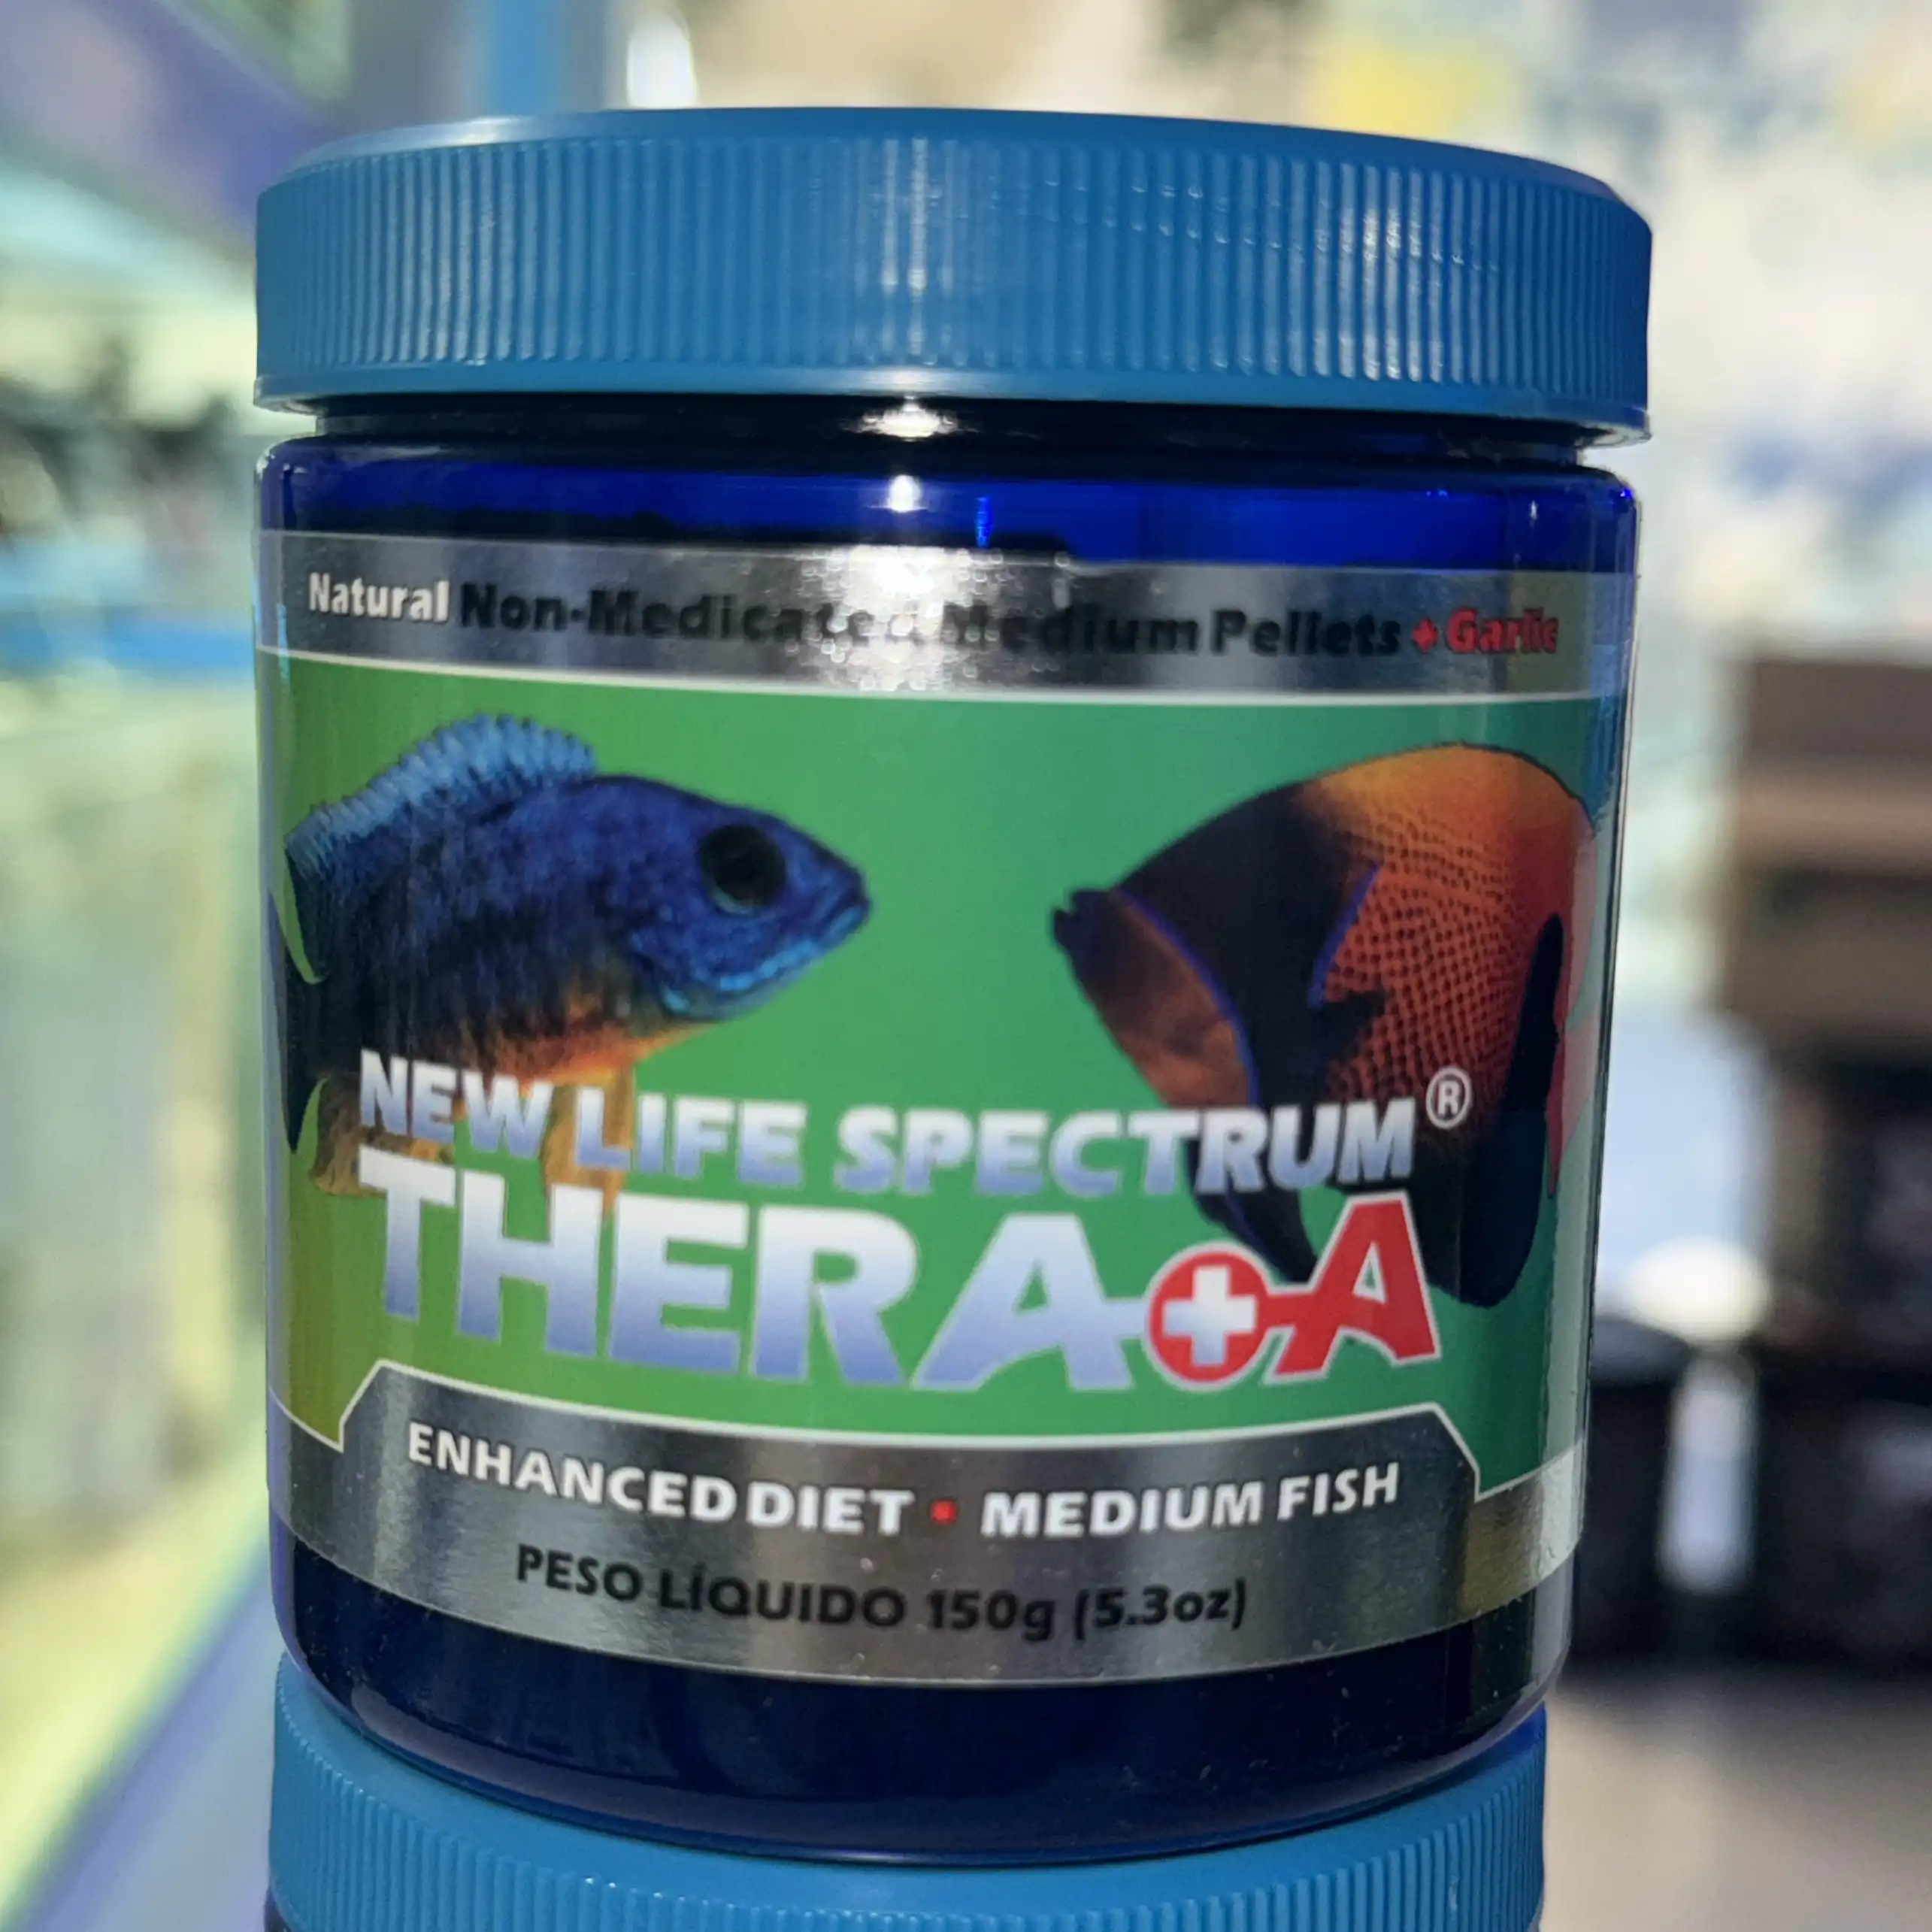 Natural Non-Medicated Medium Pellets + Garlic
NEW LIFE SPECTRUM®
THERA+A
ENHANCED DIET • MEDIUM FISH
PESO LÍQUIDO 150g (5.3oz)